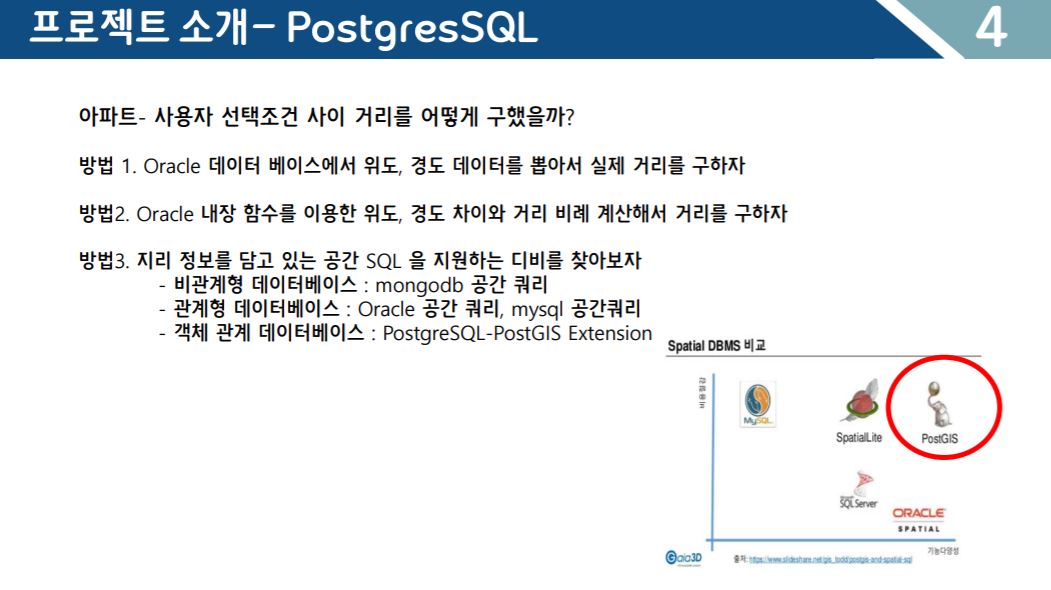 프로젝트 소개- PostgresSQL
4
아파트- 사용자 선택조건 사이 거리를 어떻게 구했을까?
방법 1. Oracle 데이터 베이스에서 위도, 경도 데이터를 뽑아서 실제 거리를 구하자
방법2. Oracle 내장 함수를 이용한 위도, 경도 차이와 거리 비례 계산해서 거리를 구하자
방법3. 지리 정보를 담고 있는 공간 SQL 을 지원하는 디비를 찾아보자
- 비관계형 데이터베이스 : mongodb 공간 쿼리
- 관계형 데이터베이스 : Oracle 공간 쿼리, mysql 공간쿼리
- 객체 관계 데이터베이스 : PostgreSQL-PostGIS Extension
Spatial DBMS 비교
MySQL
SpatialLite
PostGIS
SQL Server
ORACLE
SPATIAL
기능다양성
Gaia3D
출처: https://www.slideshare.net/gis_todd/postgis-and-spatial-sql